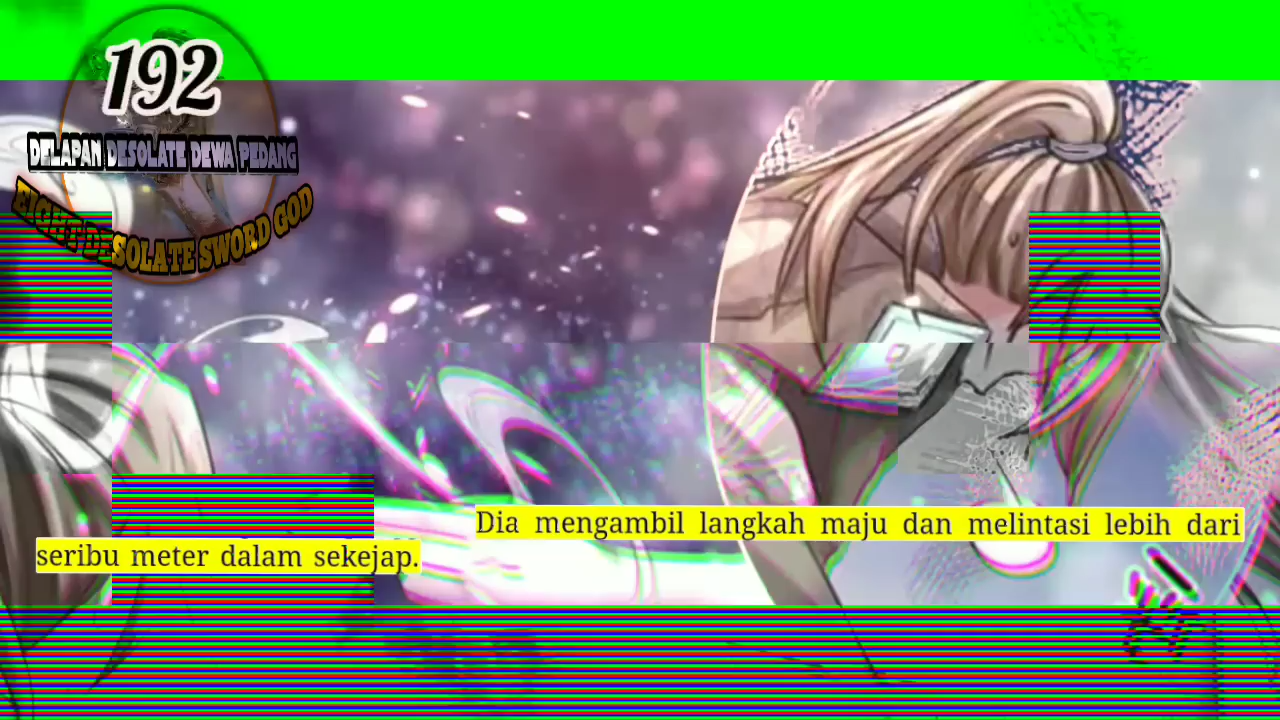 192
DELAPAN DESOLATE DEWA PEDANG
EIGHT DESOLATE SWORD GOD
Dia mengambil langkah maju dan melintasi lebih dari
seribu meter dalam sekejap.